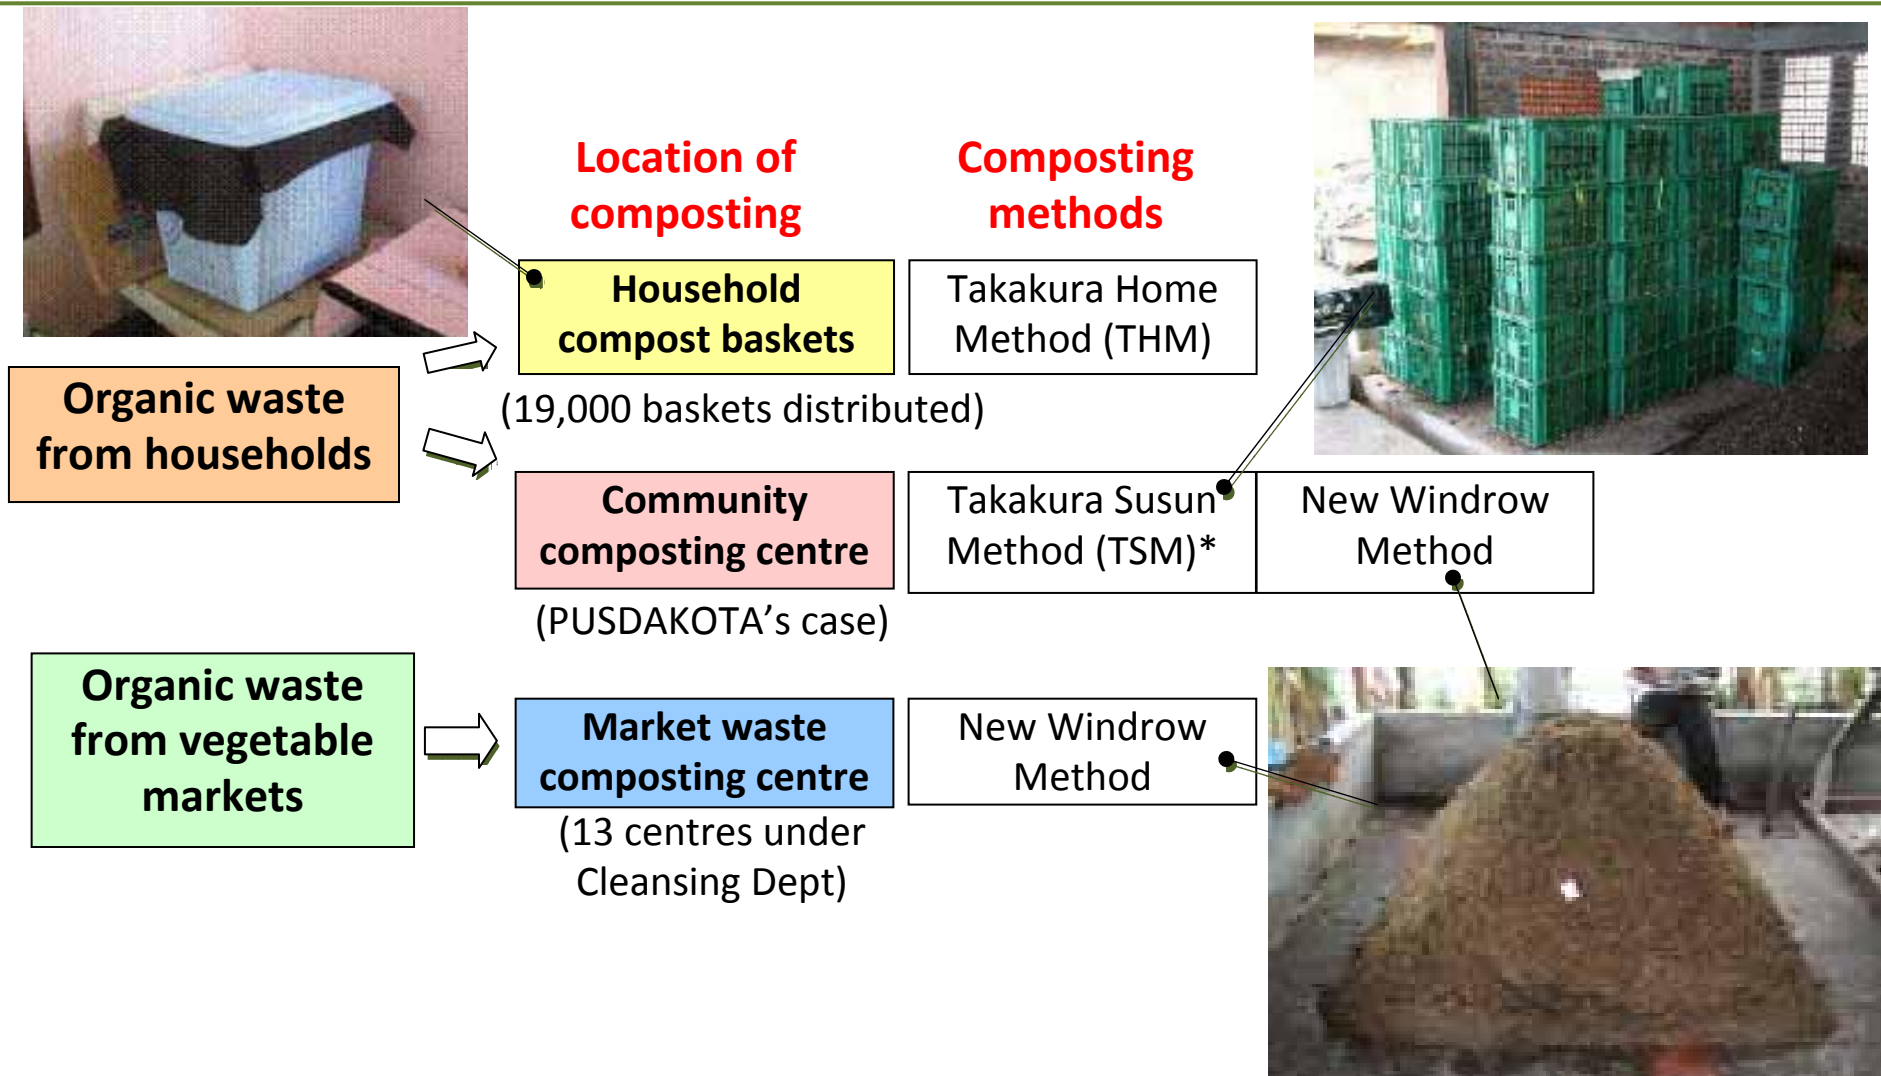 Location of
composting
Composting
methods
Household
compost baskets
Takakura Home
Method (THM)
(19,000 baskets distributed)
Organic waste
from households
Community
composting centre
Takakura Susun
Method (TSM)*
New Windrow
Method
(PUSDAKOTA’s case)
Organic waste
from vegetable
markets
Market waste
composting centre
New Windrow
Method
(13 centres under
Cleansing Dept)